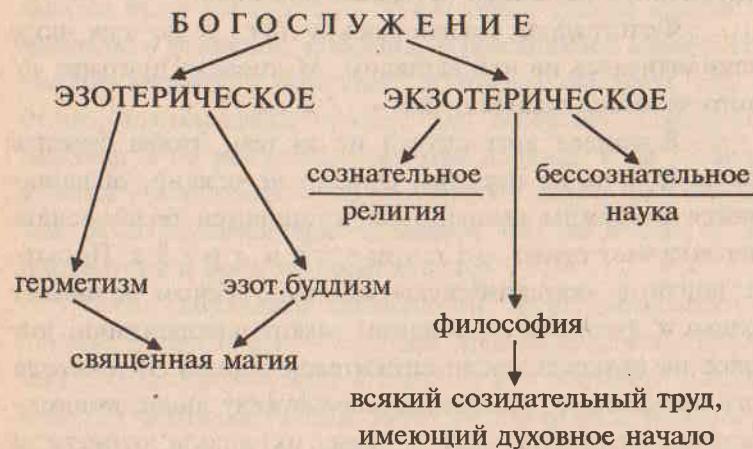 БОГОСЛУЖЕНИЕ
ЭЗОТЕРИЧЕСКОЕ ЭКЗОТЕРИЧЕСКОЕ
сознательное бессознательное
религия наука
герметизм эзот.буддизм
философия
священная магия
всякий созидательный труд,
имеющий духовное начало